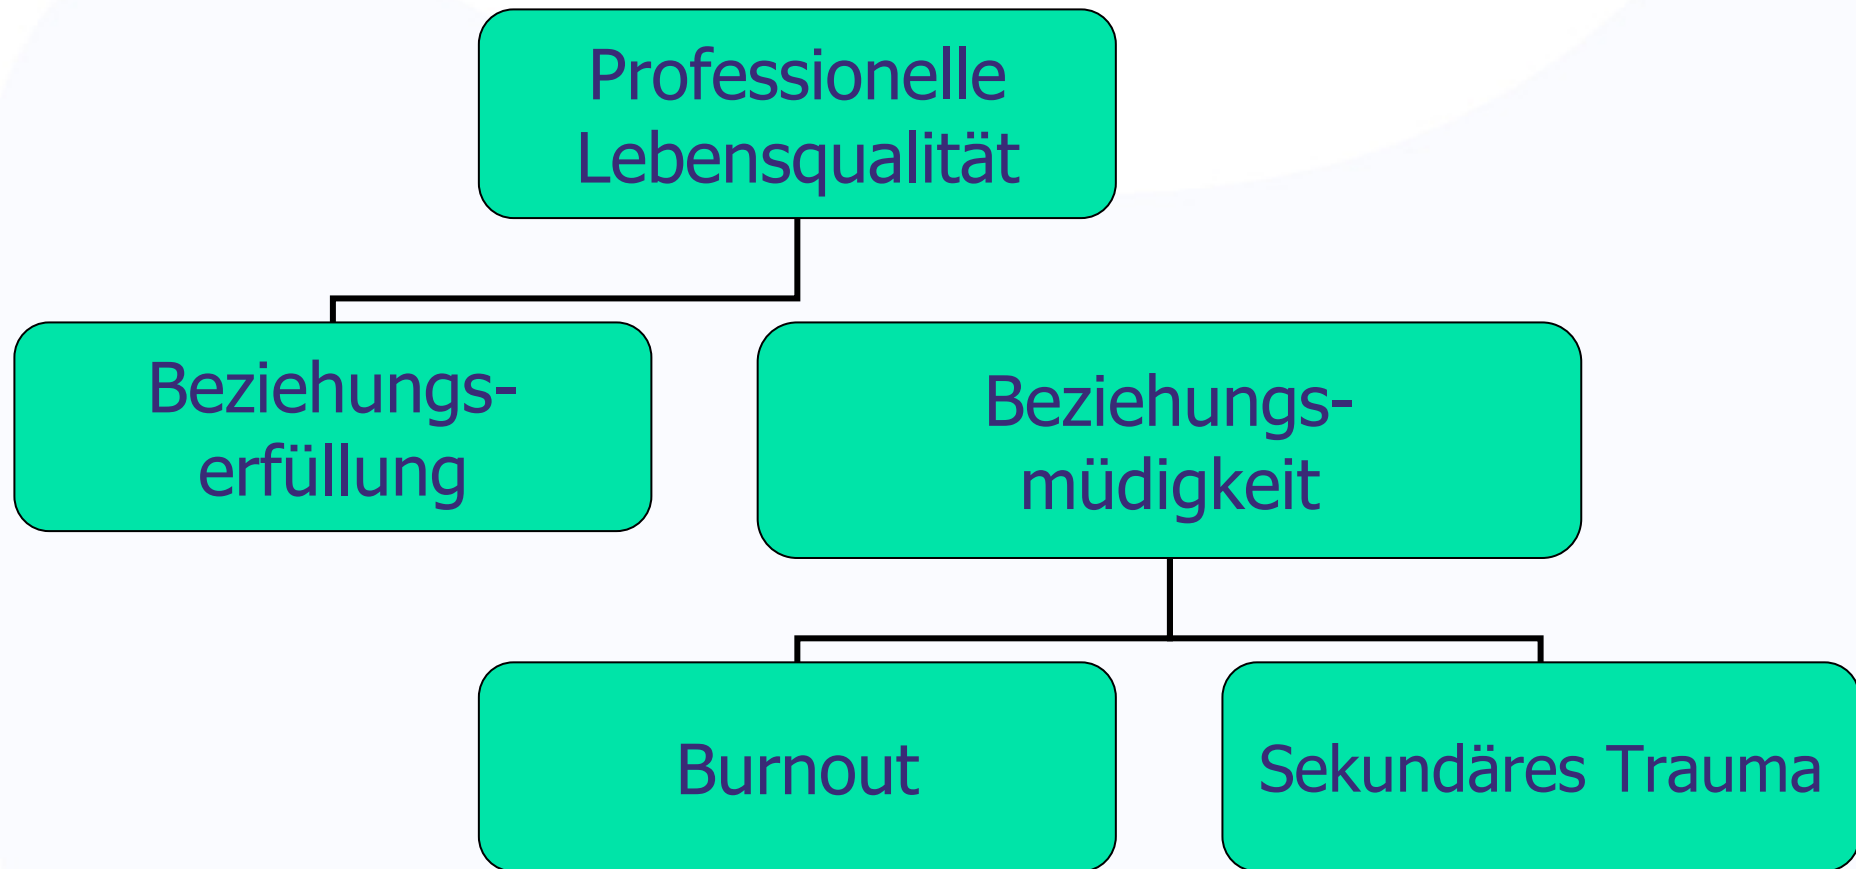 Professionelle
Lebensqualität
Beziehungs-
erfüllung
Beziehungs-
müdigkeit
Burnout
Sekundäres Trauma